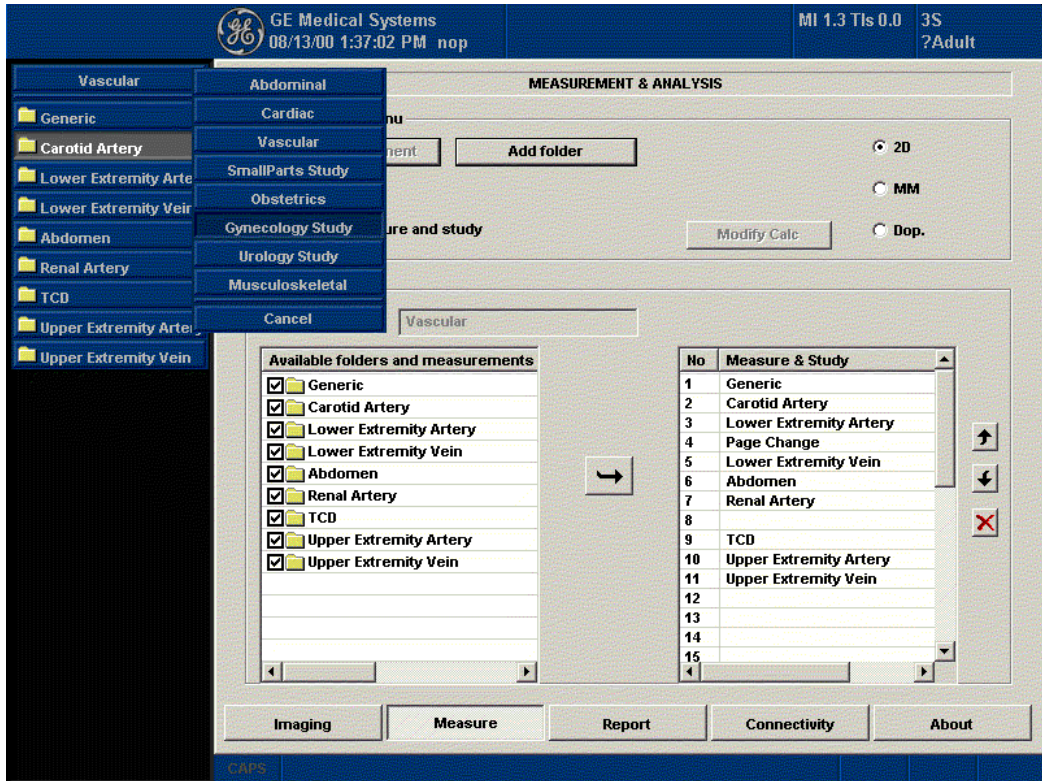 GE Medical Systems
08/13/00 1:37:02 PM nop
MI 1.3 TIs 0.0
3S
?Adult
Vascular
Generic
Carotid Artery
Lower Extremity Arte
Lower Extremity Vein
Abdomen
Renal Artery
TCD
Upper Extremity Artery
Upper Extremity Vein
Abdominal
Cardiac
Vascular
SmallParts Study
Obstetrics
Gynecology Study
Urology Study
Musculoskeletal
Cancel
MEASUREMENT & ANALYSIS
nu
ment
Add folder
ure and study
Modify Calc
2D
MM
Dop.
Vascular
Available folders and measurements
Generic
Carotid Artery
Lower Extremity Artery
Lower Extremity Vein
Abdomen
Renal Artery
TCD
Upper Extremity Artery
Upper Extremity Vein
No Measure & Study
1 Generic
2 Carotid Artery
3 Lower Extremity Artery
4 Page Change
5 Lower Extremity Vein
6 Abdomen
7 Renal Artery
8
9 TCD
10 Upper Extremity Artery
11 Upper Extremity Vein
12
13
14
15
Imaging
Measure
Report
Connectivity
About
CAPS